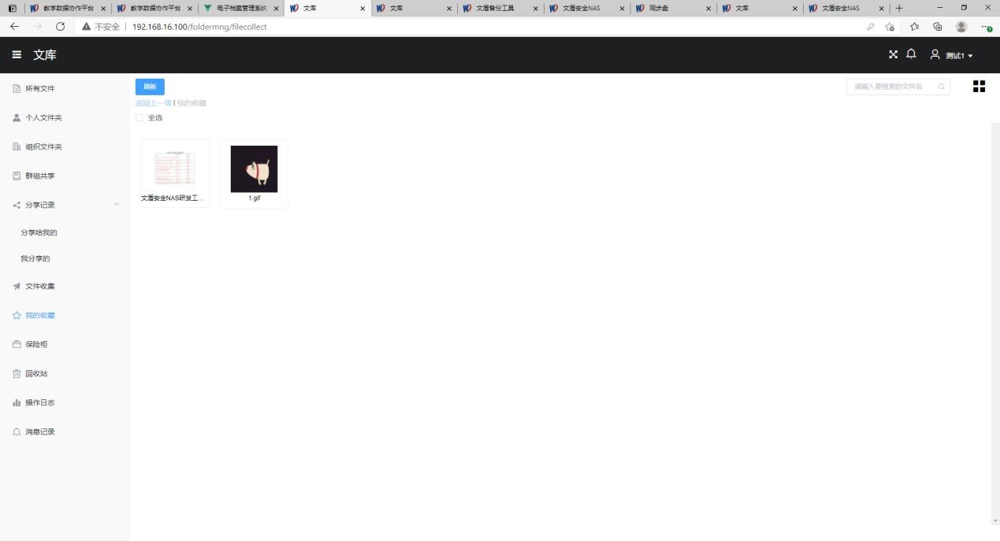 教学数据协作平台
教学数据协作平台
电子档案管理系统
文库
文库
文盾备份工具
文盾安全NAS
同步盘
文库
文盾安全NAS
不安全 | 192.168.16.100/foldermng/filecollect
文库
测试1
所有文件
个人文件夹
组织文件夹
群组共享
分享记录
分享给我的
我分享的
文件收集
我的收藏
保险柜
回收站
操作日志
消息记录
刷新
请输入要搜索的文件名
返回上一级 | 我的收藏
全选
文盾安全NAS研发工...
1.gif